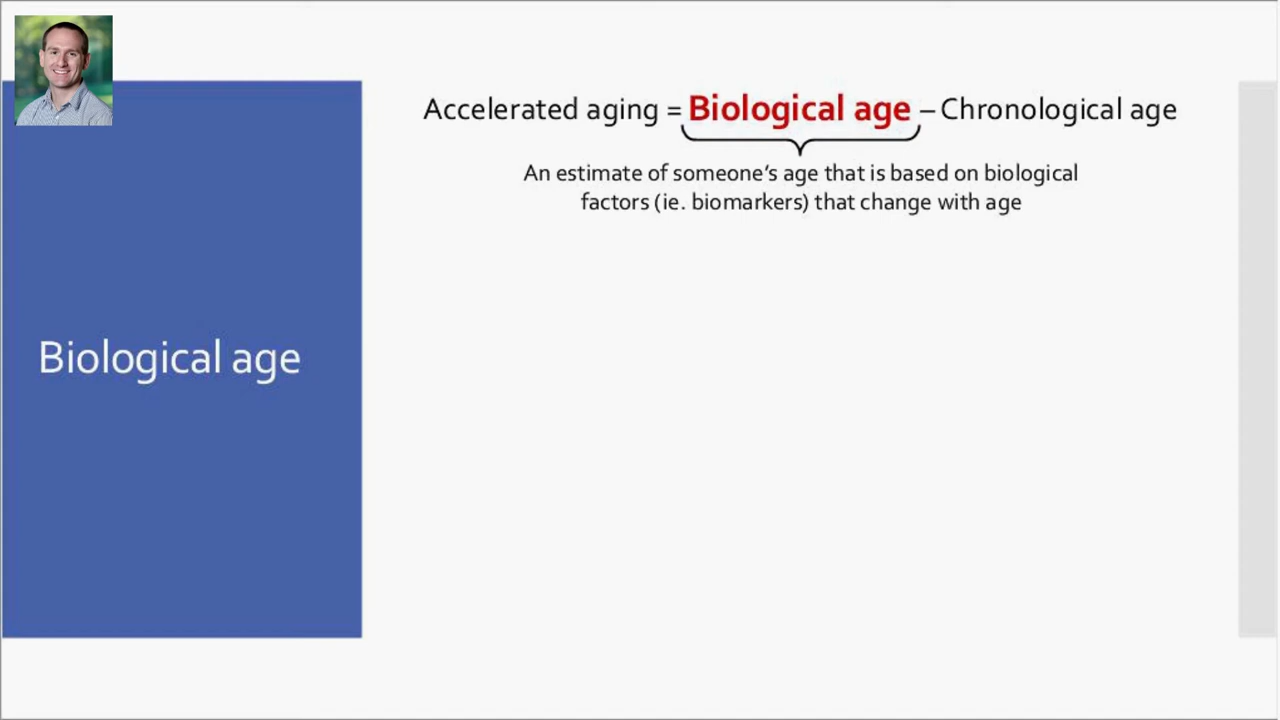 Accelerated aging = Biological age – Chronological age
An estimate of someone’s age that is based on biological
factors (ie. biomarkers) that change with age
Biological age